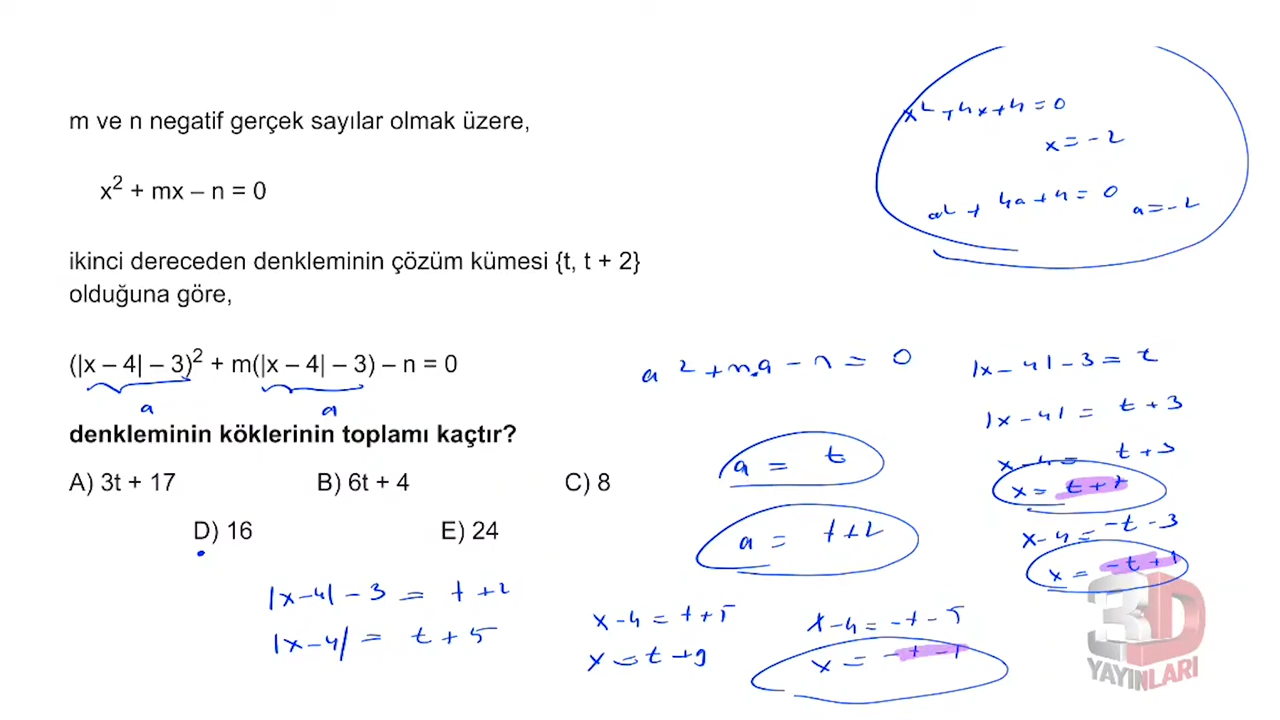 m ve n negatif gerçek sayılar olmak üzere,
x² + mx – n = 0
ikinci dereceden denkleminin çözüm kümesi {t, t + 2}
olduğuna göre,
(|x – 4| – 3)² + m(|x – 4| – 3) – n = 0
a a
denkleminin köklerinin toplamı kaçtır?
A) 3t + 17 B) 6t + 4 C) 8
D) 16 E) 24
|x-4| - 3 = t + 2
|x-4| = t + 5
x² + 4x + 4 = 0
x = -2
a² + 4a + 4 = 0 a = -2
a² + m.a - n = 0
a = t
a = t+2
x-4 = t+5
x = t+9
x-4 = -t-5
x = -t-1
|x-4| - 3 = t
|x-4| = t+3
x-4 = t+3
x = t+7
x-4 = -t-3
x = -t+1
3D
YAYINLARI